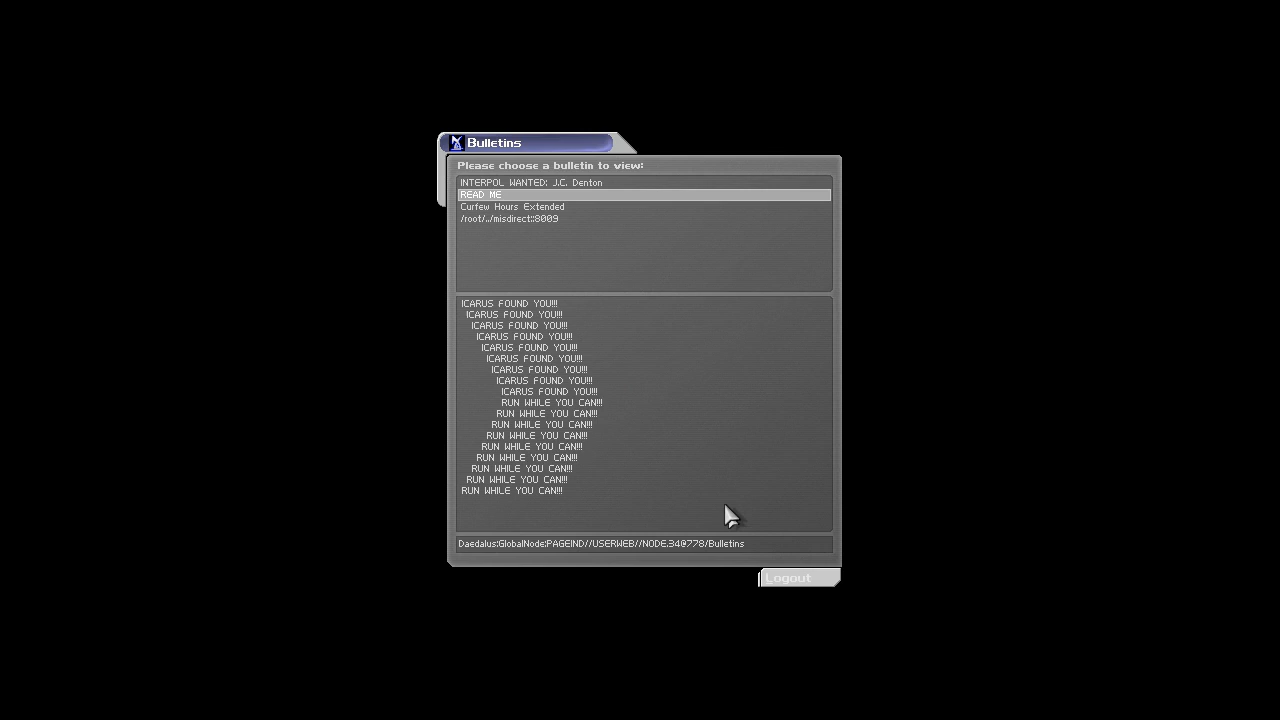 Bulletins
Please choose a bulletin to view:
INTERPOL WANTED: J.C. Denton
READ ME
Curfew Hours Extended
/root/../misdirect::8009
ICARUS FOUND YOU!!!
ICARUS FOUND YOU!!!
ICARUS FOUND YOU!!!
ICARUS FOUND YOU!!!
ICARUS FOUND YOU!!!
ICARUS FOUND YOU!!!
ICARUS FOUND YOU!!!
ICARUS FOUND YOU!!!
ICARUS FOUND YOU!!!
RUN WHILE YOU CAN!!!
RUN WHILE YOU CAN!!!
RUN WHILE YOU CAN!!!
RUN WHILE YOU CAN!!!
RUN WHILE YOU CAN!!!
RUN WHILE YOU CAN!!!
RUN WHILE YOU CAN!!!
RUN WHILE YOU CAN!!!
RUN WHILE YOU CAN!!!
Daedalus:GlobalNode:PAGEIND//USERWEB//NODE.34@778/Bulletins
Logout